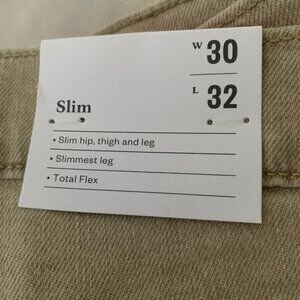 W 30
L 32
Slim
• Slim hip, thigh and leg
• Slimmest leg
• Total Flex